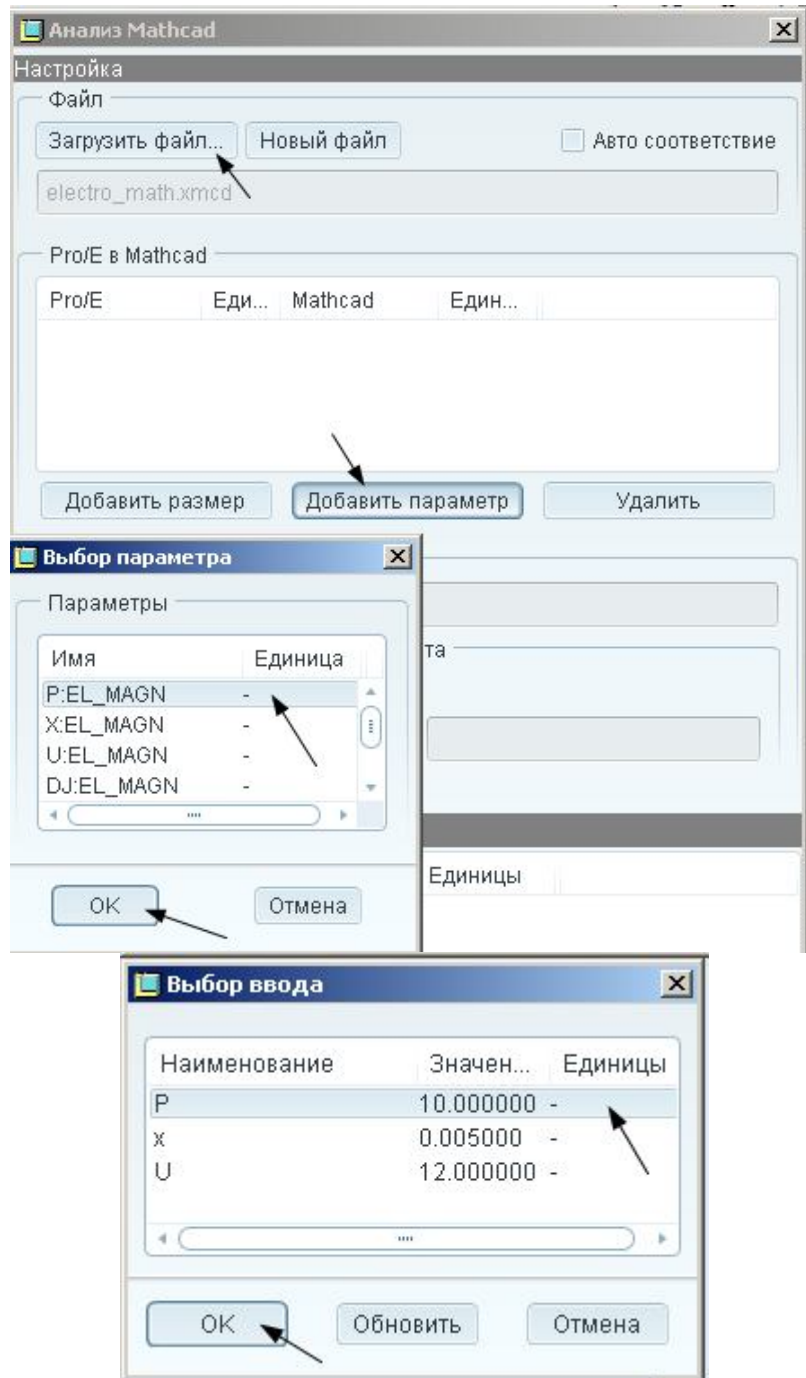 Анализ Mathcad
Настройка
Файл
Загрузить файл... Новый файл Авто соответствие
electro_math.xmcd
Pro/E в Mathcad
Pro/E Еди... Mathcad Един...
Добавить размер Добавить параметр Удалить
Выбор параметра
Параметры
та
Имя Единица
P:EL_MAGN -
X:EL_MAGN -
U:EL_MAGN -
DJ:EL_MAGN -
Единицы
OK Отмена
Выбор ввода
Наименование Значен... Единицы
P 10.000000 -
x 0.005000 -
U 12.000000 -
OK Обновить Отмена